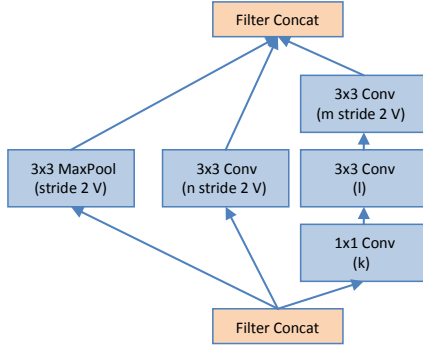 Filter Concat
3x3 Conv
(m stride 2 V)
3x3 MaxPool
(stride 2 V)
3x3 Conv
(n stride 2 V)
3x3 Conv
(l)
1x1 Conv
(k)
Filter Concat